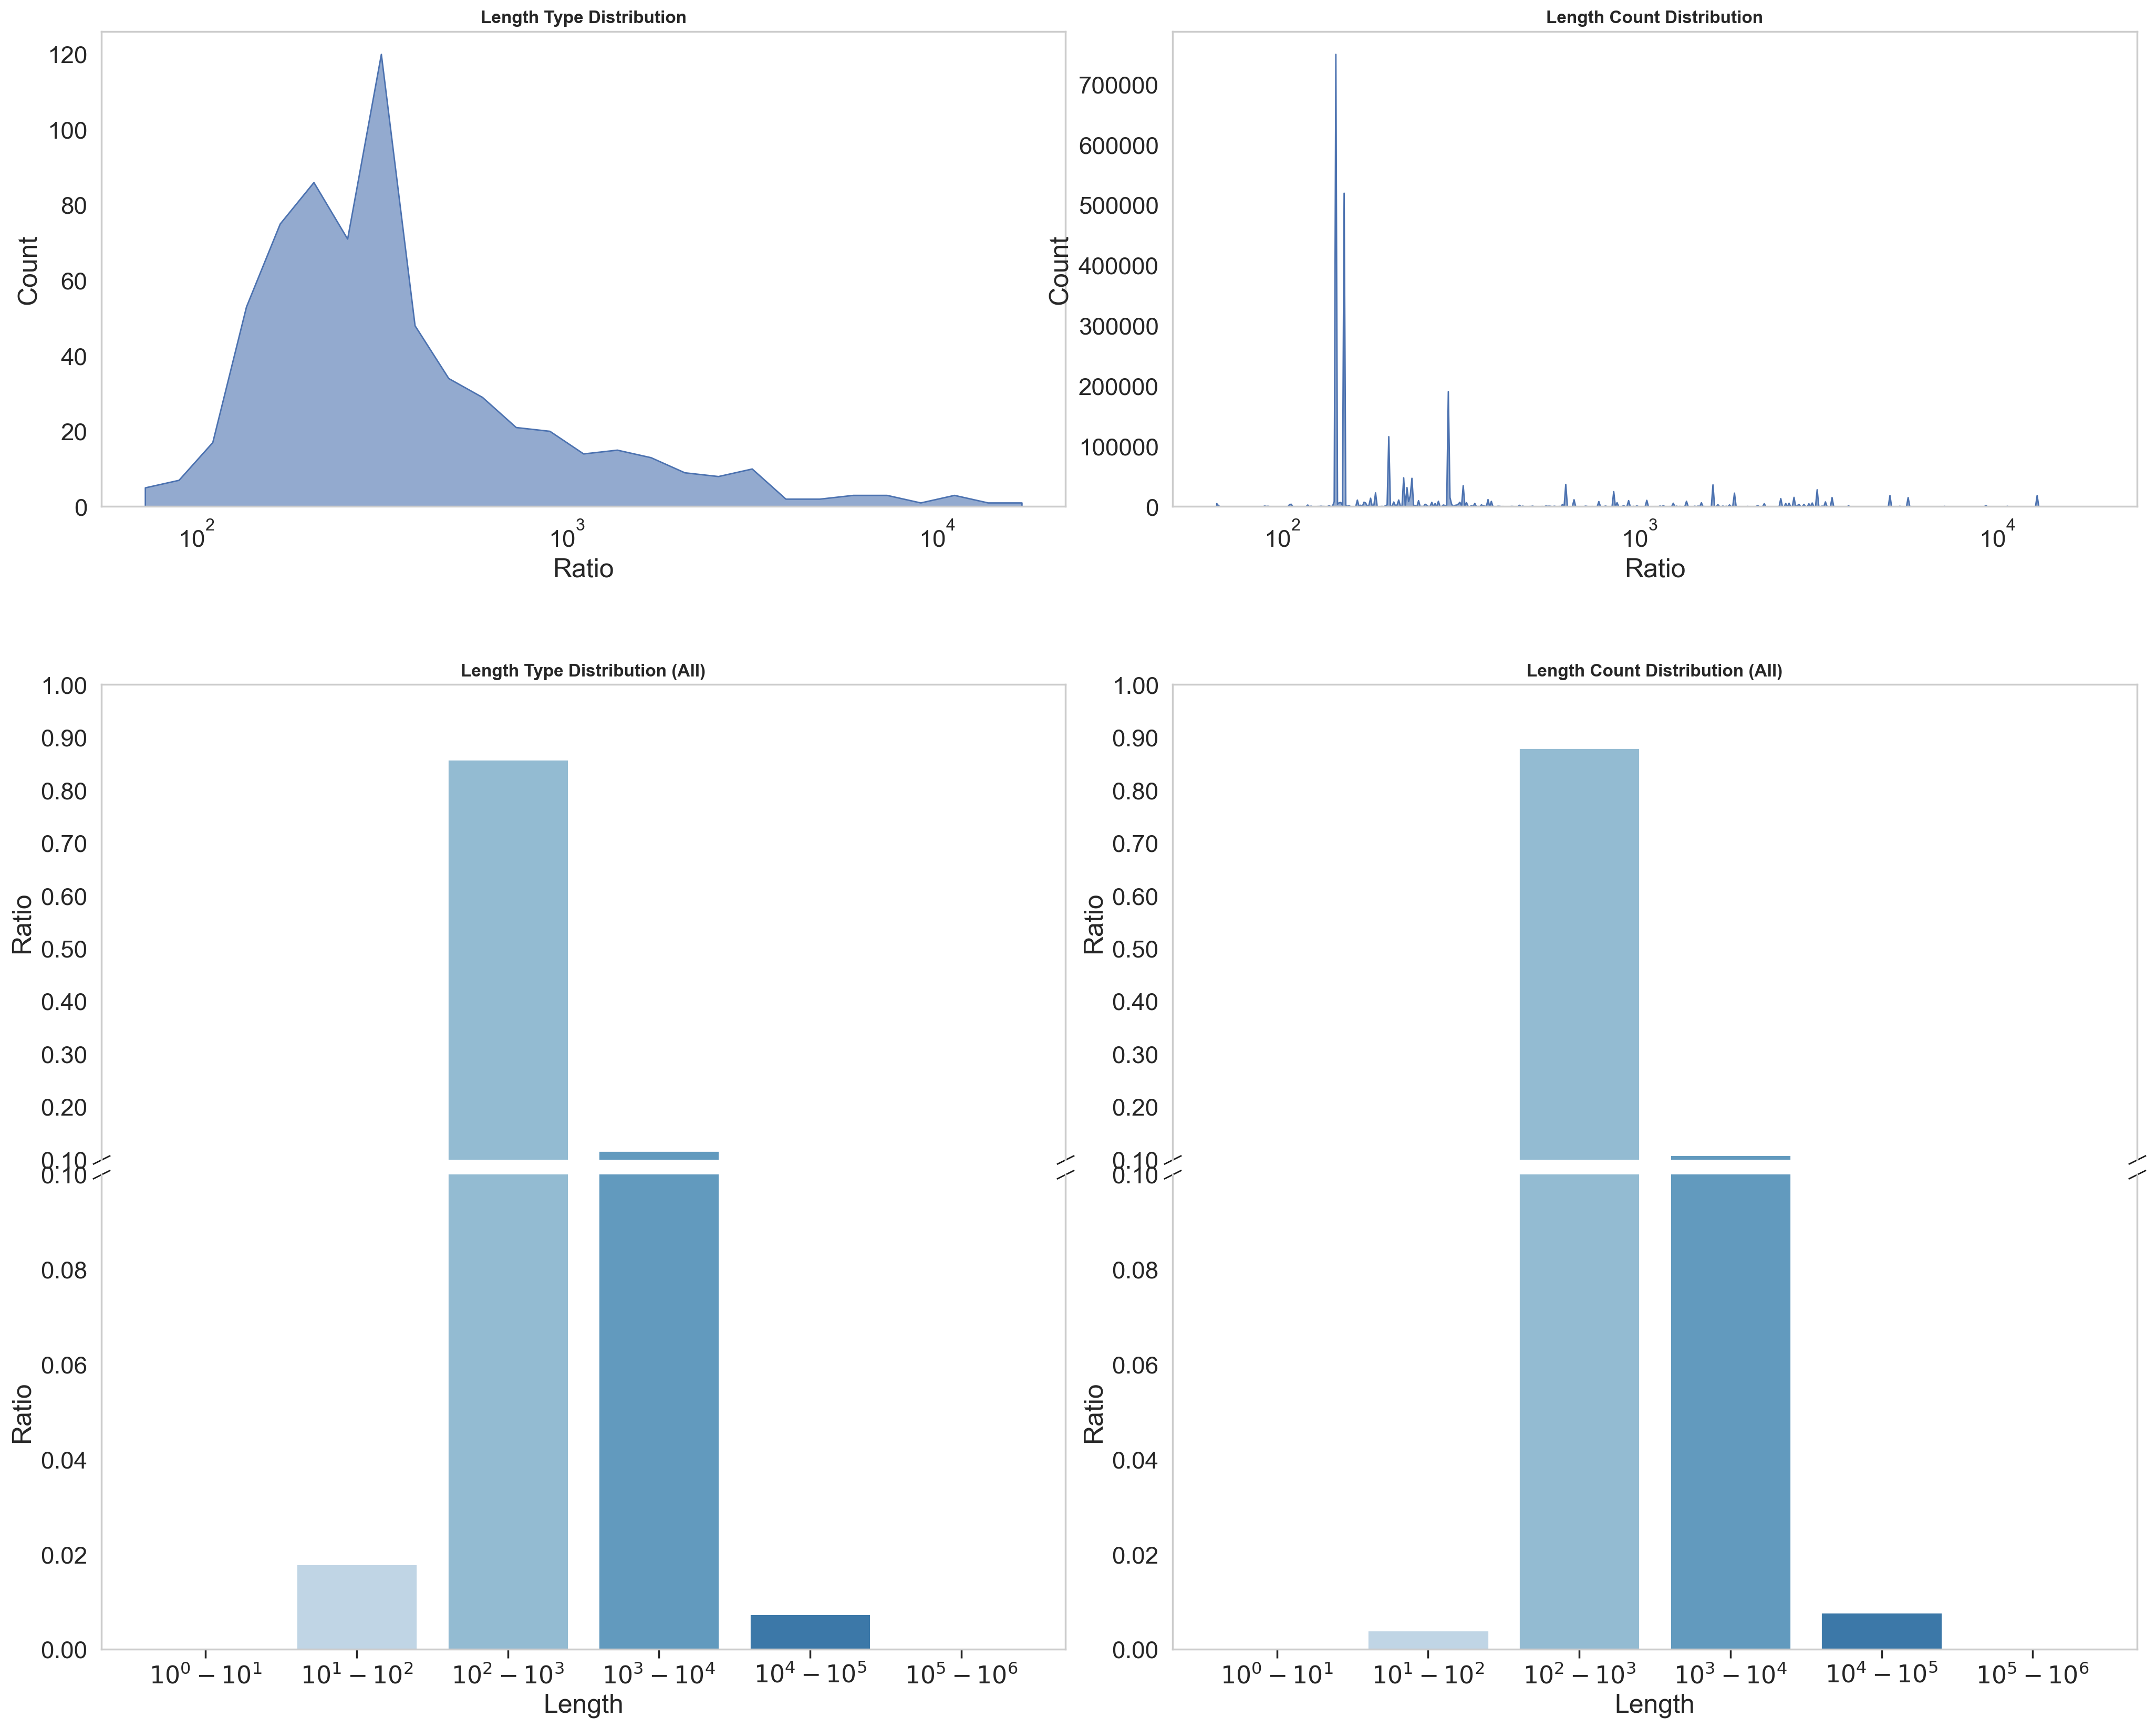 Length Type Distribution
120
100
80
60
40
20
0
Count
10^2
10^3
10^4
Ratio
Length Count Distribution
700000
600000
500000
400000
300000
200000
100000
0
Count
10^2
10^3
10^4
Ratio
Length Type Distribution (All)
1.00
0.90
0.80
0.70
0.60
0.50
0.40
0.30
0.20
0.10
Ratio
0.10
0.08
0.06
0.04
0.02
0.00
Ratio
10^0 − 10^1
10^1 − 10^2
10^2 − 10^3
10^3 − 10^4
10^4 − 10^5
10^5 − 10^6
Length
Length Count Distribution (All)
1.00
0.90
0.80
0.70
0.60
0.50
0.40
0.30
0.20
0.10
Ratio
0.10
0.08
0.06
0.04
0.02
0.00
Ratio
10^0 − 10^1
10^1 − 10^2
10^2 − 10^3
10^3 − 10^4
10^4 − 10^5
10^5 − 10^6
Length